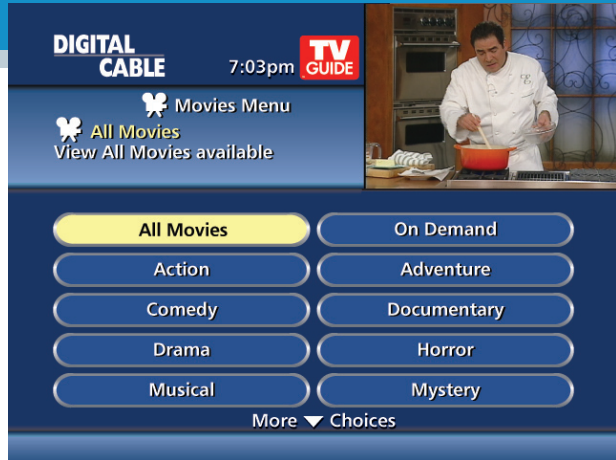 DIGITAL
CABLE
7:03pm
TV
GUIDE
Movies Menu
All Movies
View All Movies available
All Movies
On Demand
Action
Adventure
Comedy
Documentary
Drama
Horror
Musical
Mystery
More Choices